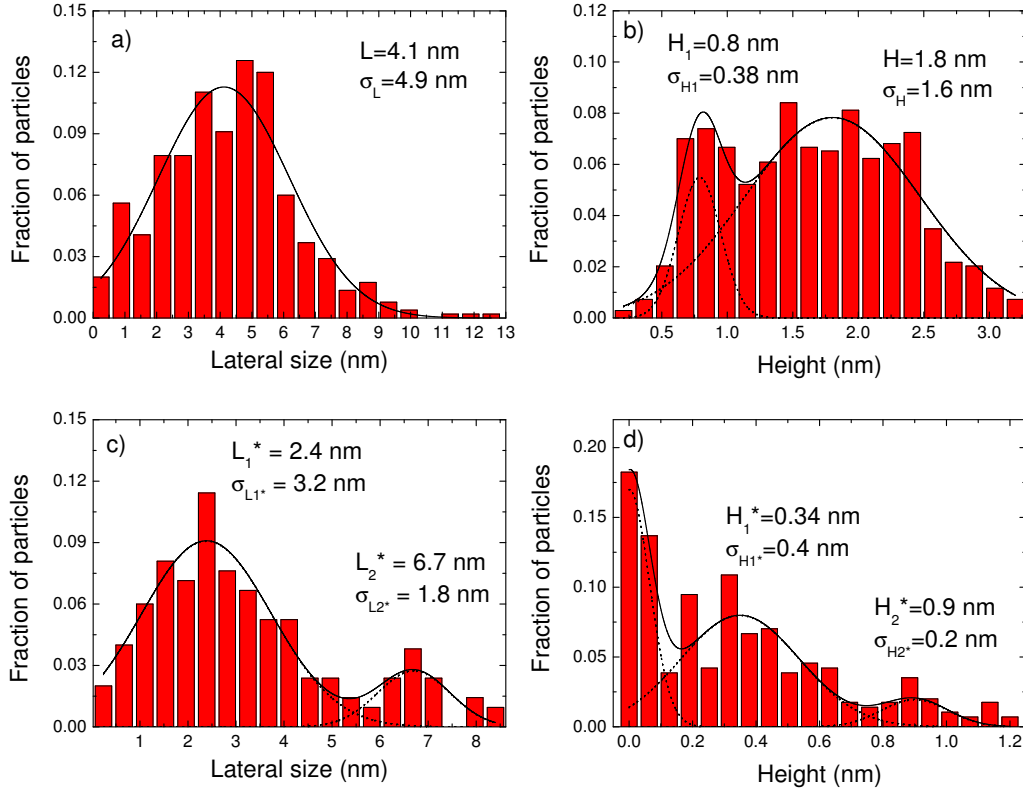 a)
L=4.1 nm
σL=4.9 nm
0.15
0.12
0.09
0.06
0.03
0.00
Fraction of particles
0 1 2 3 4 5 6 7 8 9 10 11 12 13
Lateral size (nm)
b)
H1=0.8 nm
σH1=0.38 nm
H=1.8 nm
σH=1.6 nm
0.12
0.10
0.08
0.06
0.04
0.02
0.00
Fraction of particles
0.5 1.0 1.5 2.0 2.5 3.0
Height (nm)
c)
L1* = 2.4 nm
σL1* = 3.2 nm
L2* = 6.7 nm
σL2* = 1.8 nm
0.15
0.12
0.09
0.06
0.03
0.00
Fraction of particles
1 2 3 4 5 6 7 8
Lateral size (nm)
d)
H1*=0.34 nm
σH1*=0.4 nm
H2*=0.9 nm
σH2*=0.2 nm
0.20
0.15
0.10
0.05
0.00
Fraction of particles
0.0 0.2 0.4 0.6 0.8 1.0 1.2
Height (nm)